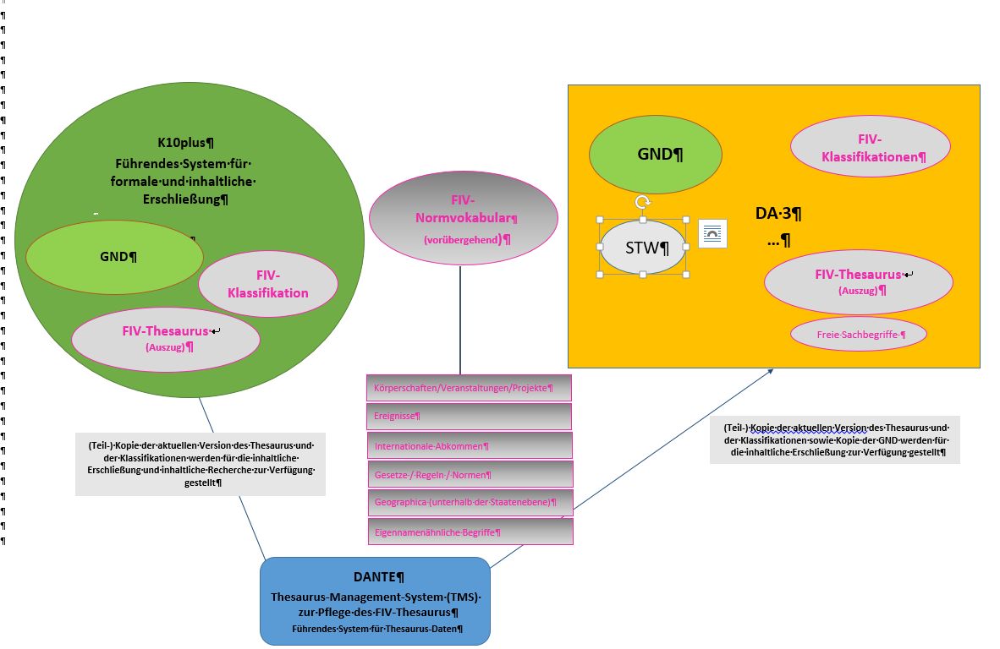 K10plus¶
Führendes·System·für·
formale·und·inhaltliche·
Erschließung¶
GND¶
FIV-
Klassifikation
FIV-Thesaurus·↵
(Auszug)¶
FIV-
Normvokabular¶
(vorübergehend)¶
GND¶
FIV-
Klassifikationen¶
DA·3¶
...¶
STW¶
FIV-Thesaurus·↵
(Auszug)¶
Freie·Sachbegriffe·¶
Körperschaften/Veranstaltungen/Projekte¶
Ereignisse¶
Internationale·Abkommen¶
Gesetze·/·Regeln·/·Normen¶
Geographica·(unterhalb·der·Staatenebene)¶
Eigennamenähnliche·Begriffe¶
(Teil-)·Kopie·der·aktuellen·Version·des·Thesaurus·und·
der·Klassifikationen·werden·für·die·inhaltliche·
Erschließung·und·inhaltliche·Recherche·zur·Verfügung·
gestellt¶
(Teil-)·Kopie·der·aktuellen·Version·des·Thesaurus·und·
der·Klassifikationen·sowie·Kopie·der·GND·werden·für·
die·inhaltliche·Erschließung·zur·Verfügung·gestellt¶
DANTE¶
Thesaurus-Management-System·(TMS)·
zur·Pflege·des·FIV-Thesaurus¶
Führendes·System·für·Thesaurus-Daten¶